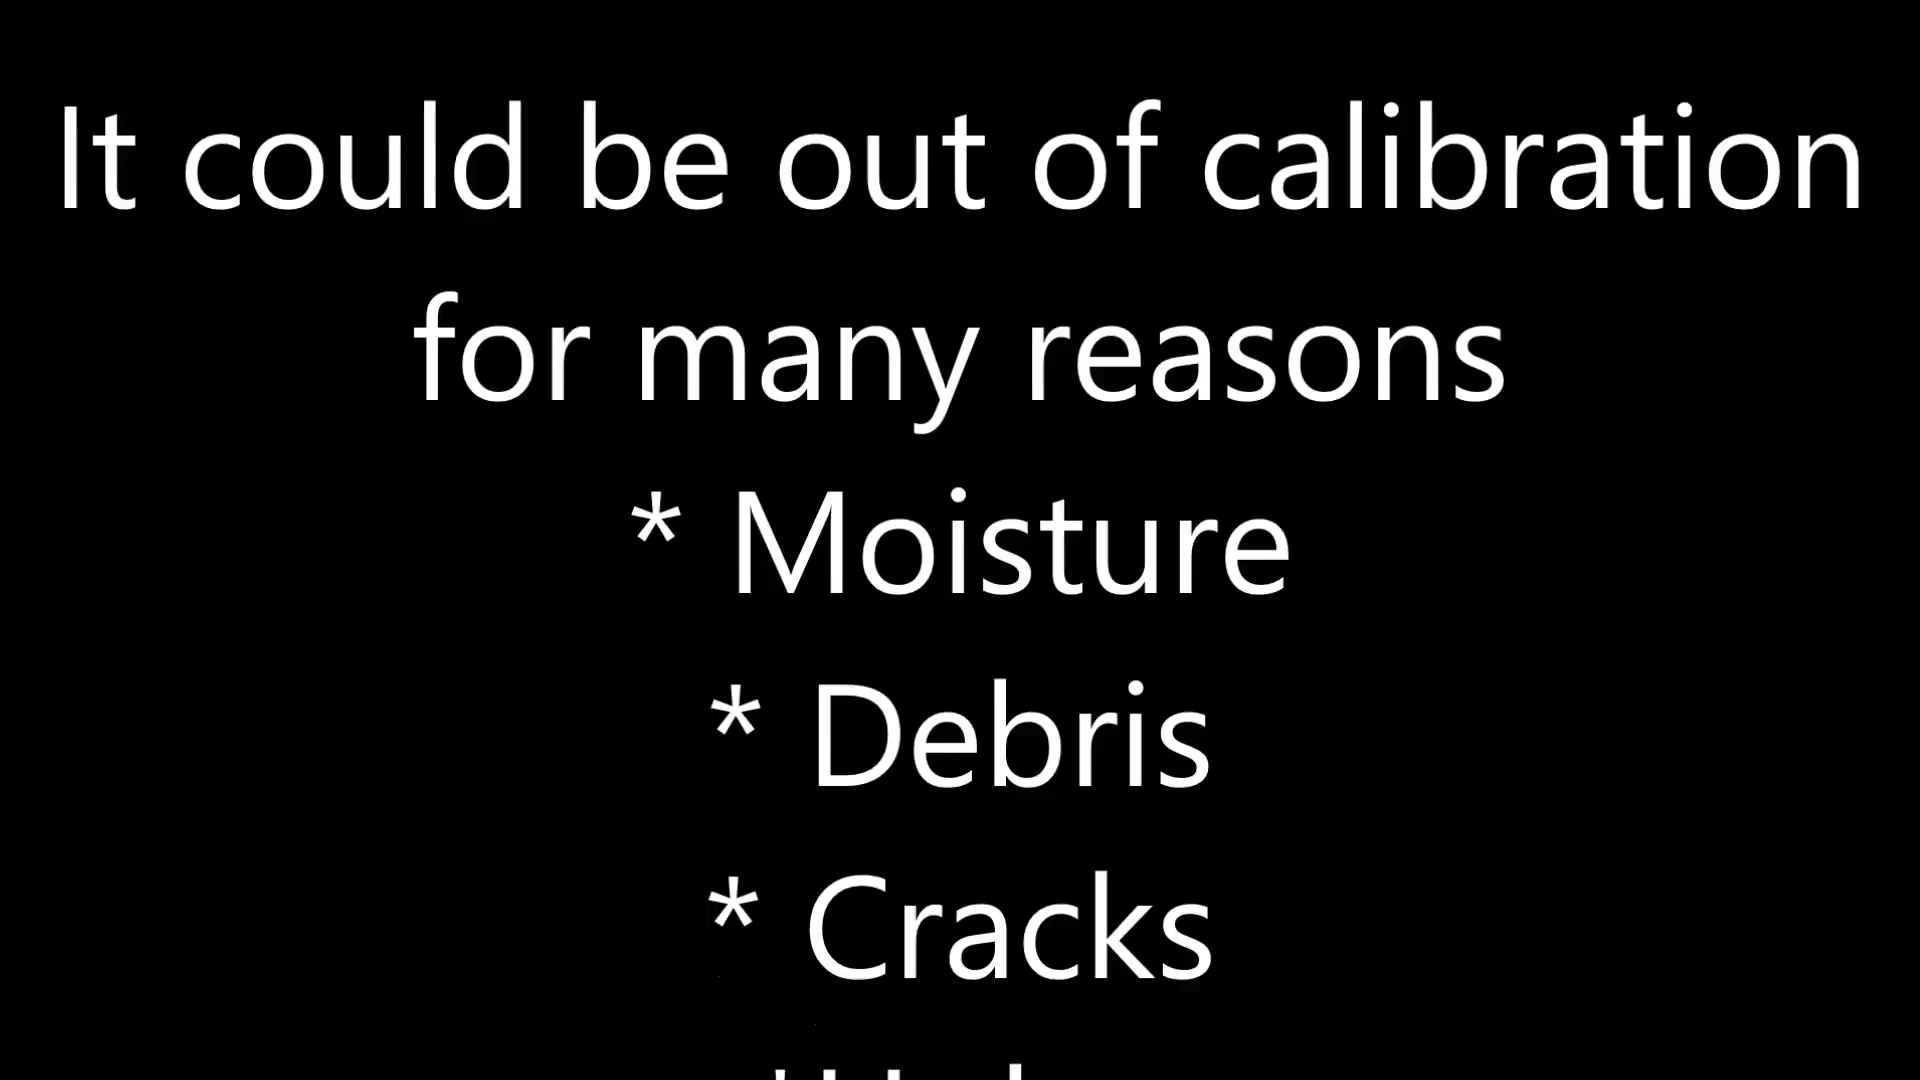 It could be out of calibration
for many reasons
* Moisture
* Debris
* Cracks